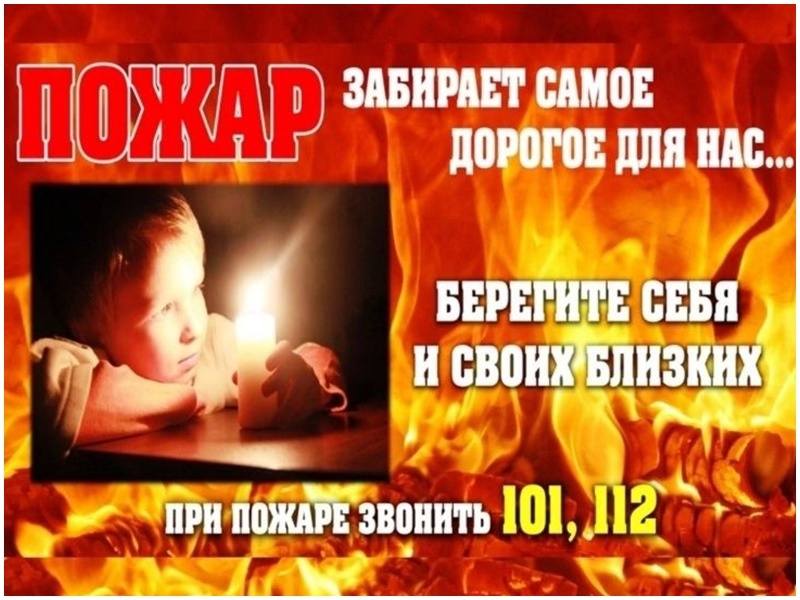 ПОЖАР ЗАБИРАЕТ САМОЕ
ДОРОГОЕ ДЛЯ НАС...
БЕРЕГИТЕ СЕБЯ
И СВОИХ БЛИЗКИХ
ПРИ ПОЖАРЕ ЗВОНИТЬ 101, 112